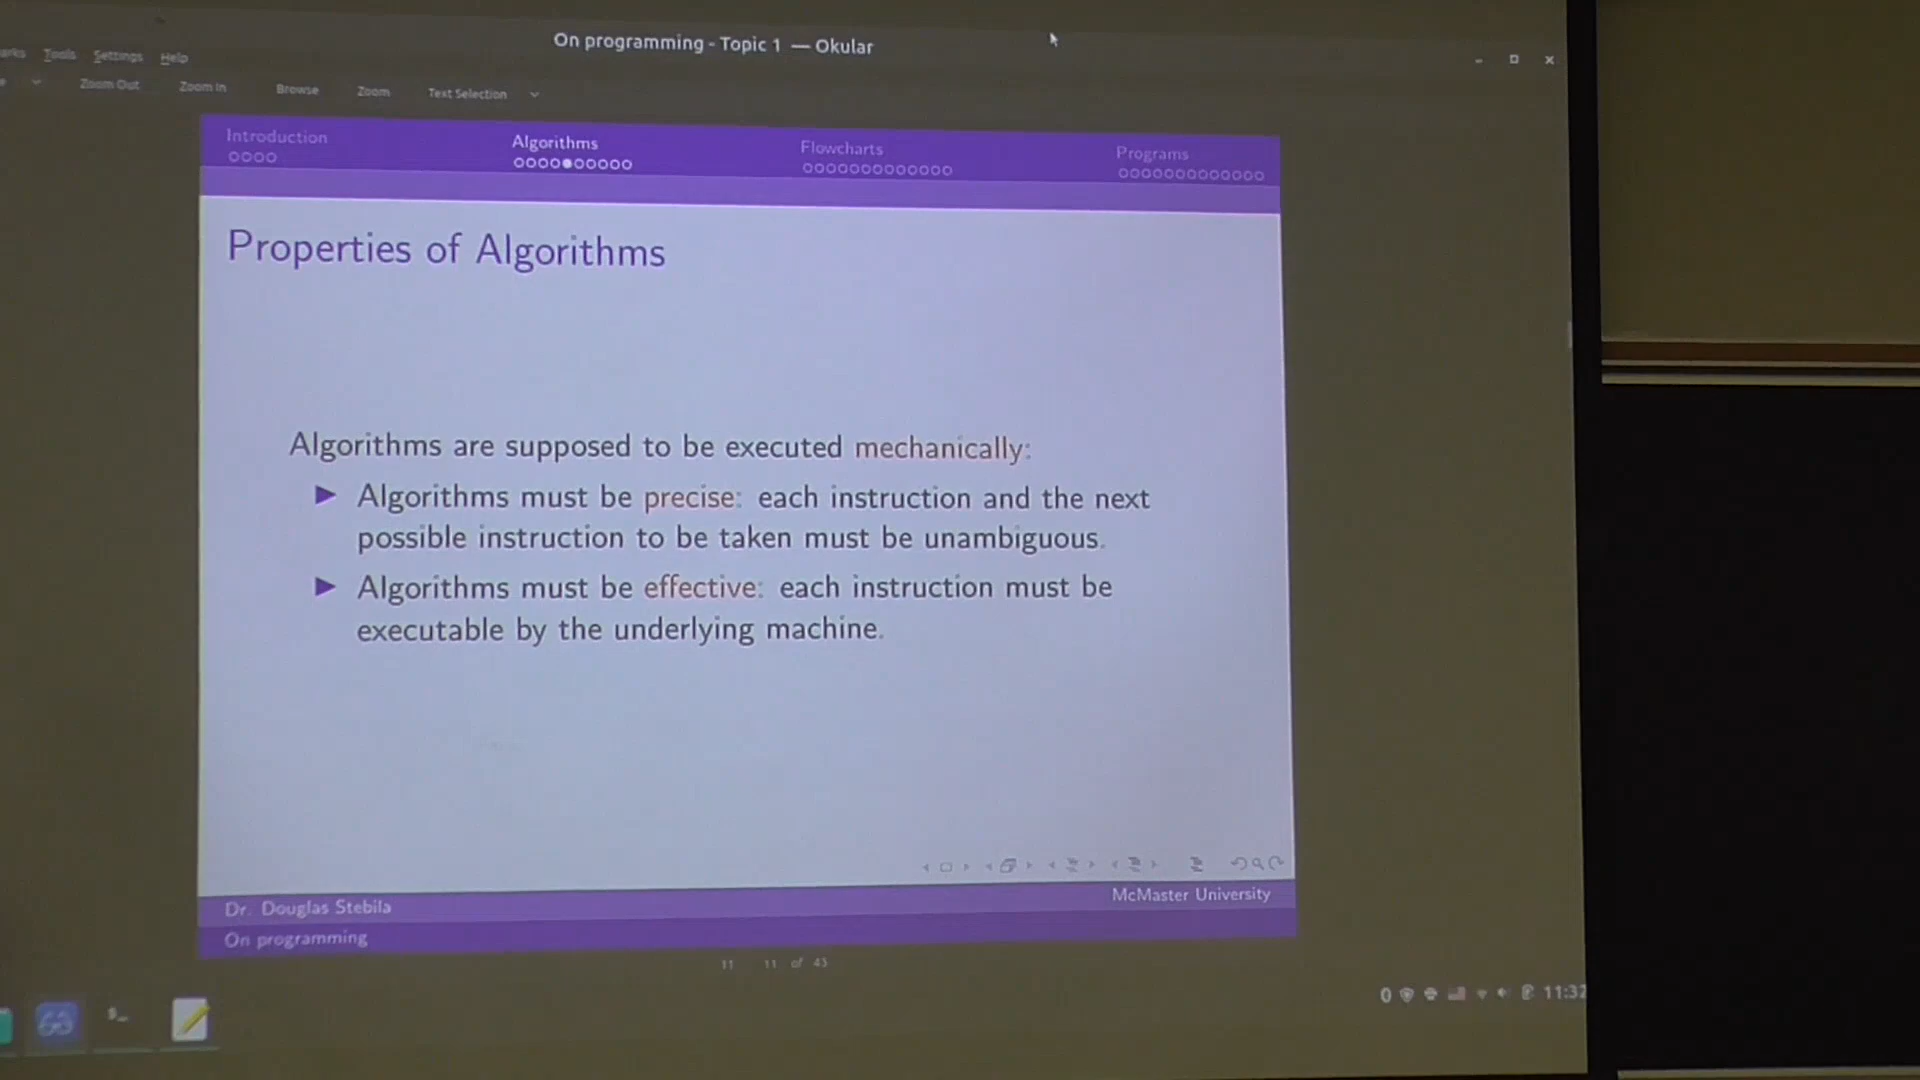 On programming - Topic 1 — Okular
Tools Settings Help
Zoom Out Zoom In Browse Zoom Text Selection
Introduction Algorithms Flowcharts Programs
Properties of Algorithms
Algorithms are supposed to be executed mechanically:
Algorithms must be precise: each instruction and the next
possible instruction to be taken must be unambiguous.
Algorithms must be effective: each instruction must be
executable by the underlying machine.
Dr. Douglas Stebila McMaster University
On programming
11 11 of 43
11:32